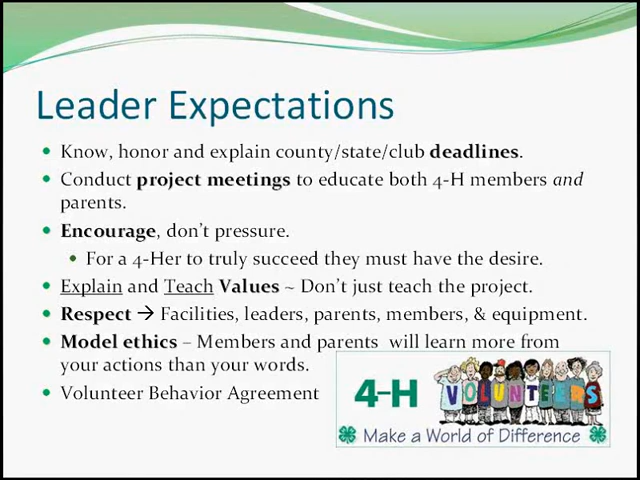 Leader Expectations
• Know, honor and explain county/state/club deadlines.
• Conduct project meetings to educate both 4-H members and
parents.
• Encourage, don't pressure.
• For a 4-Her to truly succeed they must have the desire.
• Explain and Teach Values ~ Don't just teach the project.
• Respect → Facilities, leaders, parents, members, & equipment.
• Model ethics – Members and parents will learn more from
your actions than your words.
• Volunteer Behavior Agreement
4-H VOLUNTEERS
Make a World of Difference